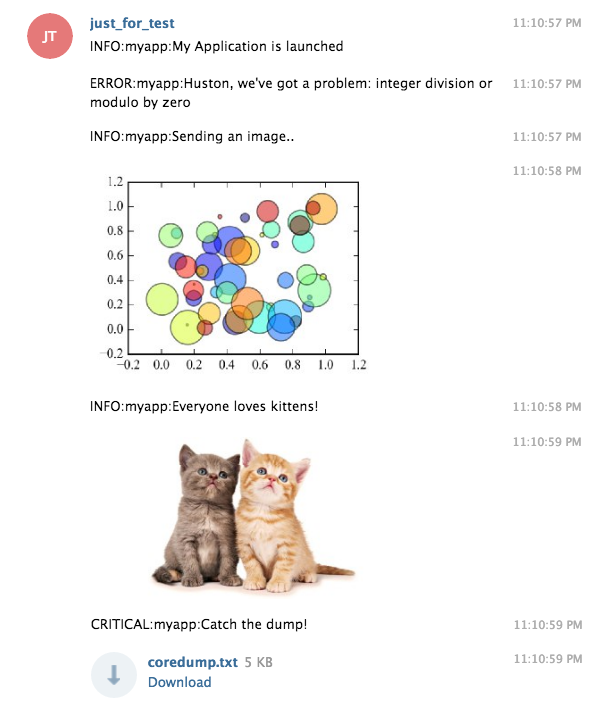 JT
just_for_test 11:10:57 PM
INFO:myapp:My Application is launched
ERROR:myapp:Huston, we've got a problem: integer division or 11:10:57 PM
modulo by zero
INFO:myapp:Sending an image.. 11:10:57 PM
11:10:58 PM
1.2
1.0
0.8
0.6
0.4
0.2
0.0
−0.2
−0.2 0.0 0.2 0.4 0.6 0.8 1.0 1.2
INFO:myapp:Everyone loves kittens! 11:10:58 PM
11:10:59 PM
CRITICAL:myapp:Catch the dump! 11:10:59 PM
coredump.txt 5 KB 11:10:59 PM
Download